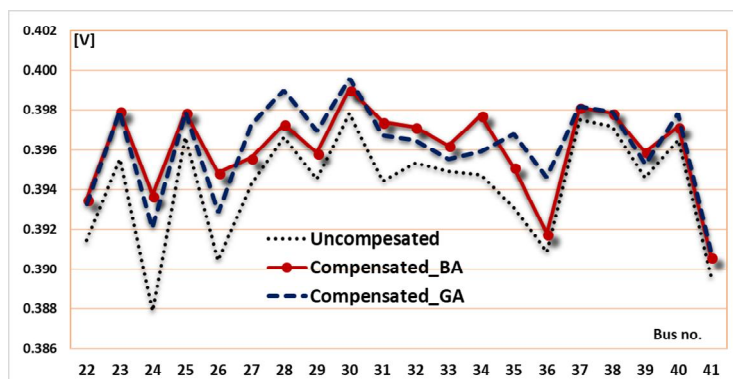 0.402
[V]
0.400
0.398
0.396
0.394
0.392
0.390
0.388
0.386
Uncompesated
Compensated_BA
Compensated_GA
Bus no.
22 23 24 25 26 27 28 29 30 31 32 33 34 35 36 37 38 39 40 41